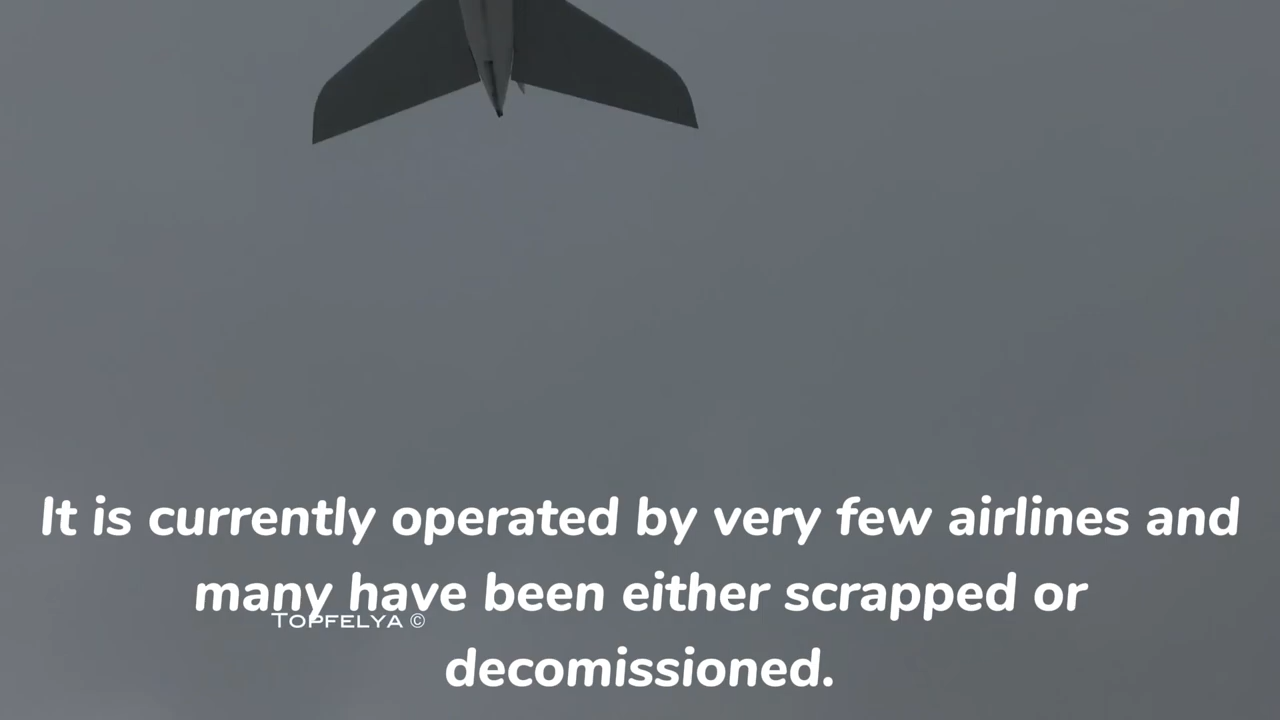 It is currently operated by very few airlines and
many have been either scrapped or
TOPFELYA ©
decomissioned.